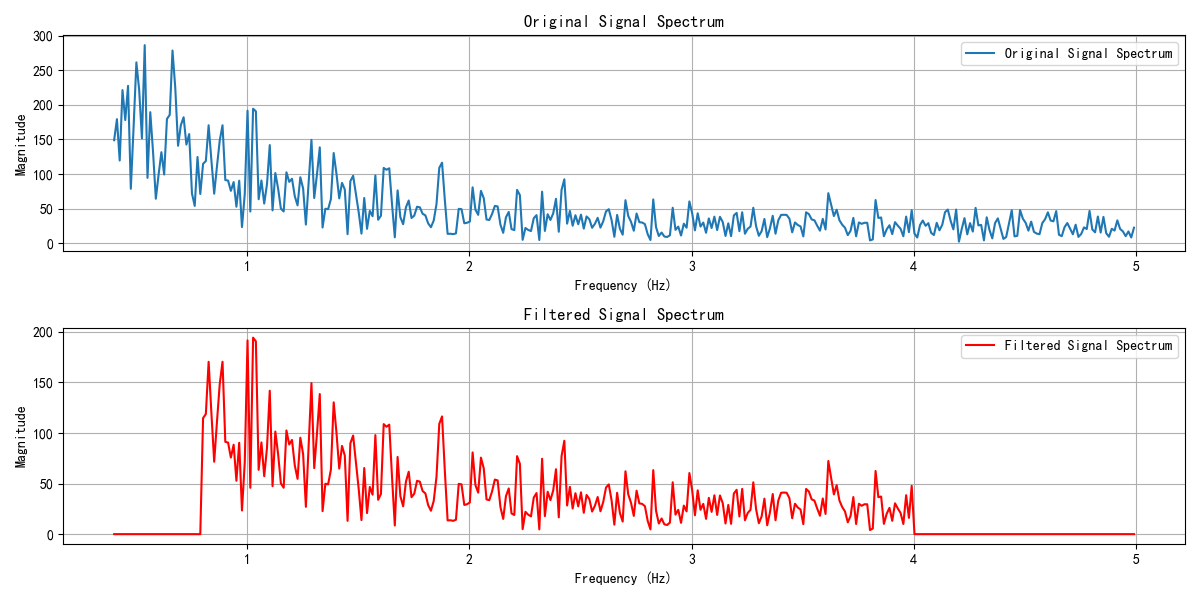 Original Signal Spectrum
300
250
200
150
100
50
0
Magnitude
Original Signal Spectrum
1 2 3 4 5
Frequency (Hz)
Filtered Signal Spectrum
200
150
100
50
0
Magnitude
Filtered Signal Spectrum
1 2 3 4 5
Frequency (Hz)